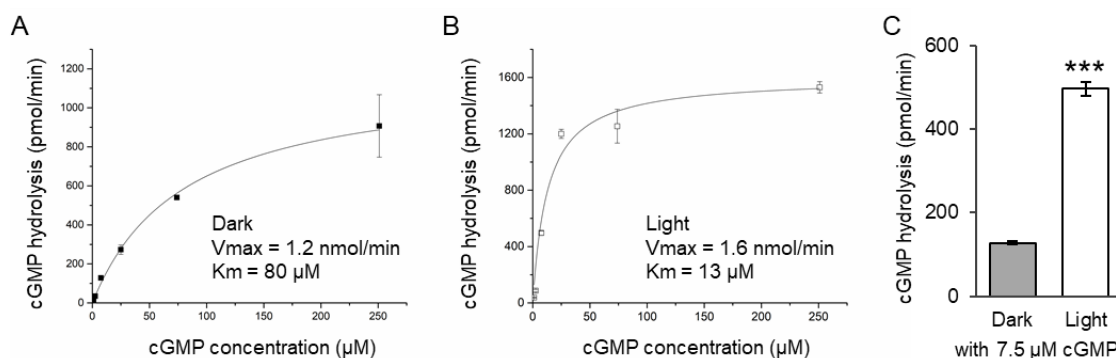 A
cGMP hydrolysis (pmol/min)
1200
1000
800
600
400
200
0
0
50
100
150
200
250
cGMP concentration (μM)
Dark
Vmax = 1.2 nmol/min
Km = 80 μM
B
cGMP hydrolysis (pmol/min)
1600
1200
800
400
0
0
50
100
150
200
250
cGMP concentration (μM)
Light
Vmax = 1.6 nmol/min
Km = 13 μM
C
cGMP hydrolysis (pmol/min)
600
500
400
300
200
100
0
***
Dark
Light
with 7.5 μM cGMP